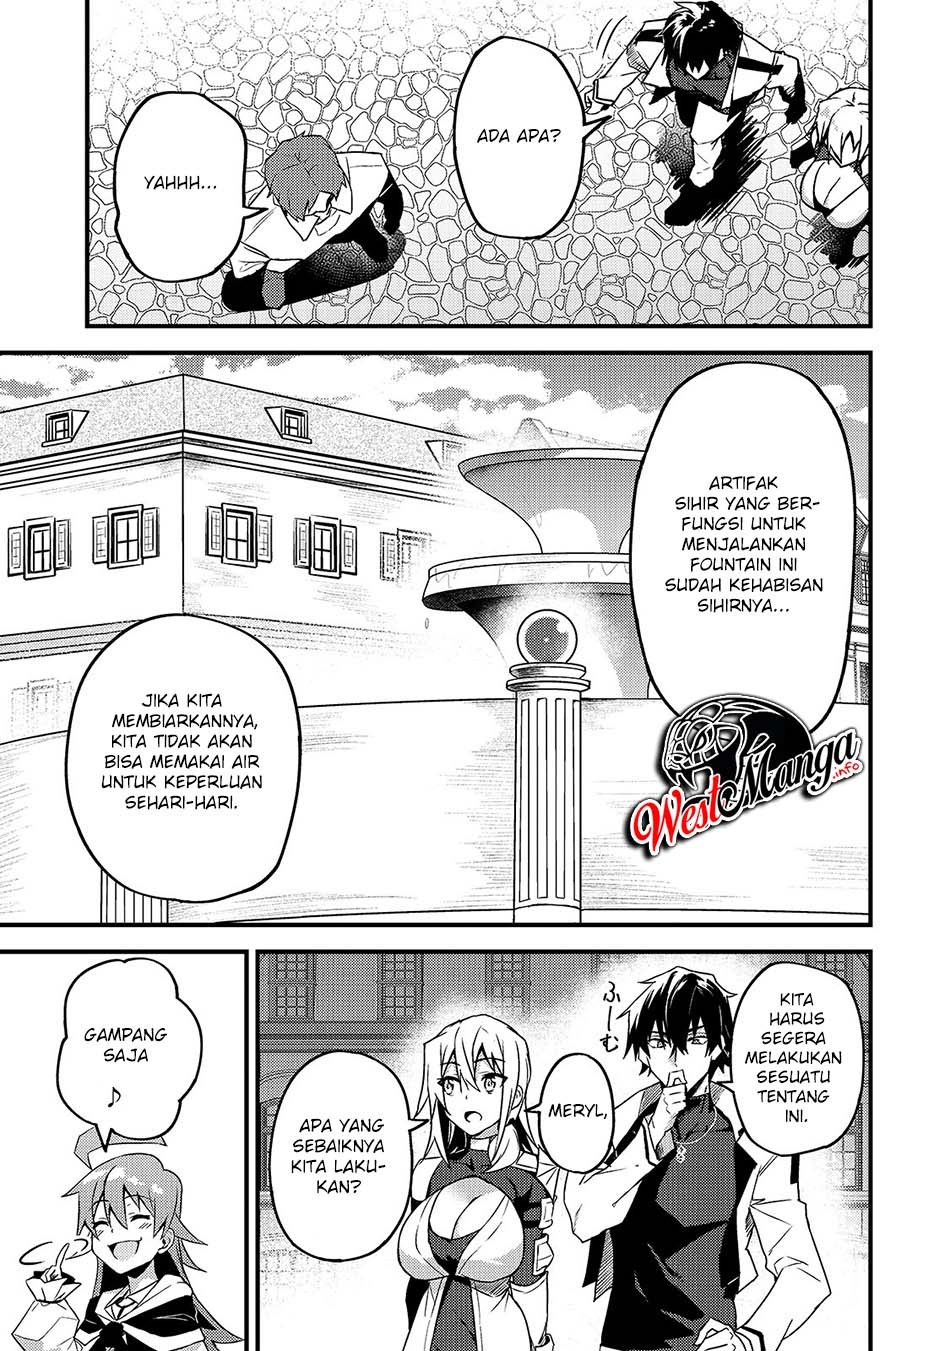 ADA APA?
YAHHH...
ARTIFAK
SIHIR YANG BER-
FUNGSI UNTUK
MENJALANKAN
FOUNTAIN INI
SUDAH KEHABISAN
SIHIRNYA...
WestManga
.info
JIKA KITA
MEMBIARKANNYA,
KITA TIDAK AKAN
BISA MEMAKAI AIR
UNTUK KEPERLUAN
SEHARI-HARI.
KITA
HARUS
SEGERA
MELAKUKAN
SESUATU
TENTANG
INI.
ふーむ
MERYL,
APA YANG
SEBAIKNYA
KITA LAKU-
KAN?
GAMPANG
SAJA
♪